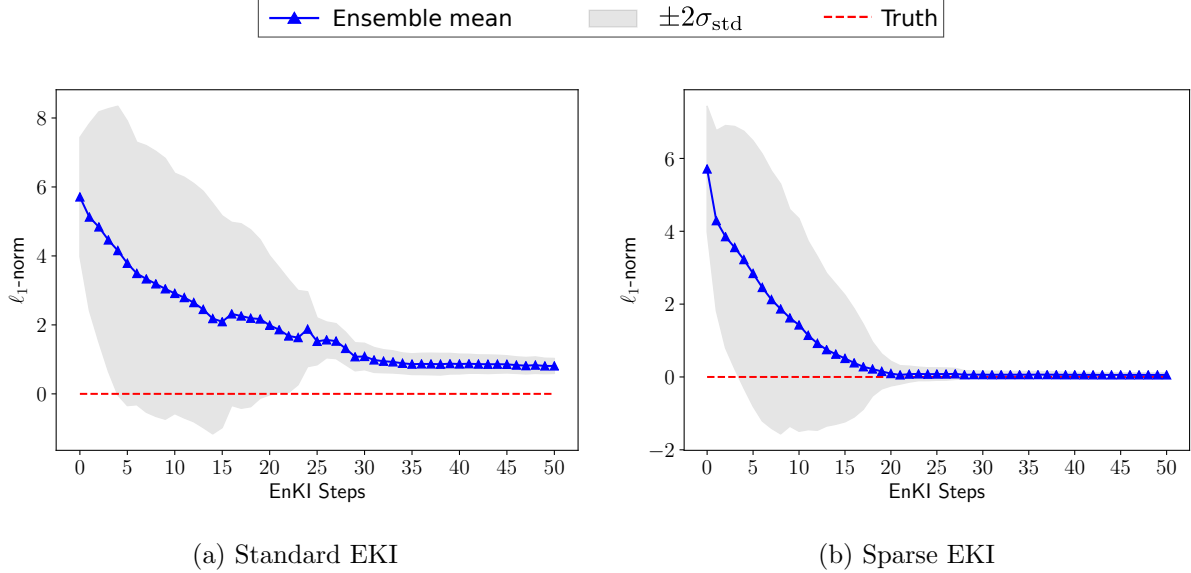 Ensemble mean ±2σstd Truth
8
6
4
2
0
ℓ1-norm
0 5 10 15 20 25 30 35 40 45 50
EnKI Steps
(a) Standard EKI
6
4
2
0
−2
ℓ1-norm
0 5 10 15 20 25 30 35 40 45 50
EnKI Steps
(b) Sparse EKI